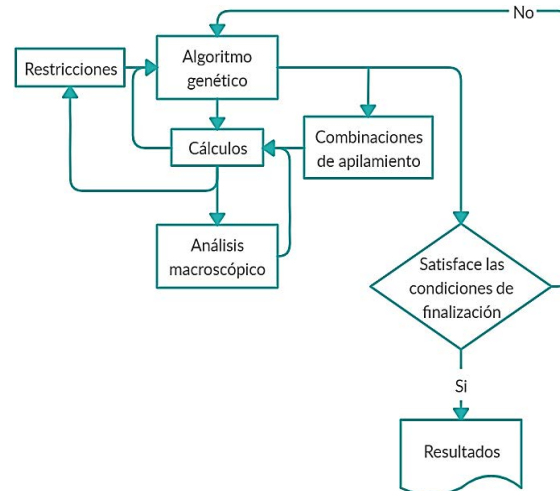 No
Restricciones
Algoritmo
genético
Cálculos
Combinaciones
de apilamiento
Análisis
macroscópico
Satisface las
condiciones de
finalización
Si
Resultados